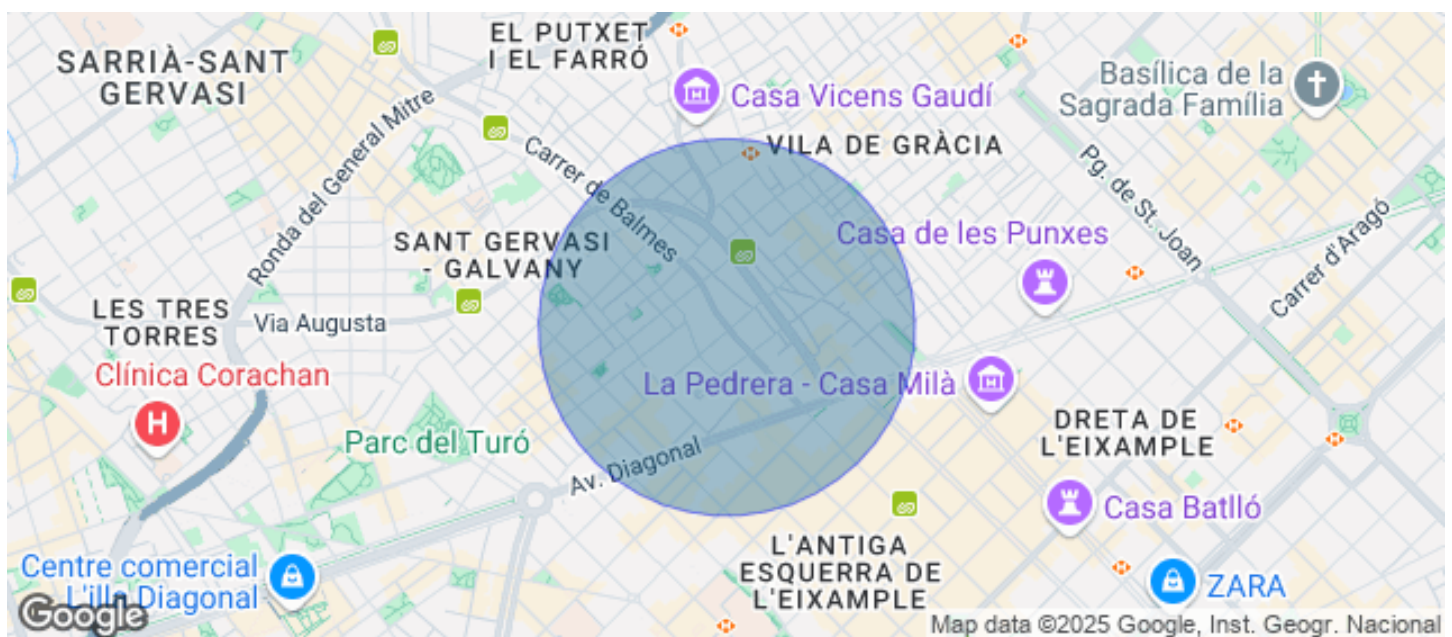 EL PUTXET
I EL FARRÓ
SARRIÀ-SANT
GERVASI
Basílica de la
Sagrada Família
Casa Vicens Gaudí
Ronda del General Mitre
VILA DE GRÀCIA
Carrer de Balmes
Pg. de St. Joan
SANT GERVASI
- GALVANY
Casa de les Punxes
Carrer d'Aragó
LES TRES
TORRES
Via Augusta
Clínica Corachan
H
La Pedrera - Casa Milà
Parc del Turó
DRETA DE
L'EIXAMPLE
Av. Diagonal
Casa Batlló
L'ANTIGA
ESQUERRA DE
L'EIXAMPLE
Centre comercial
L'illa Diagonal
ZARA
Google
Map data ©2025 Google, Inst. Geogr. Nacional